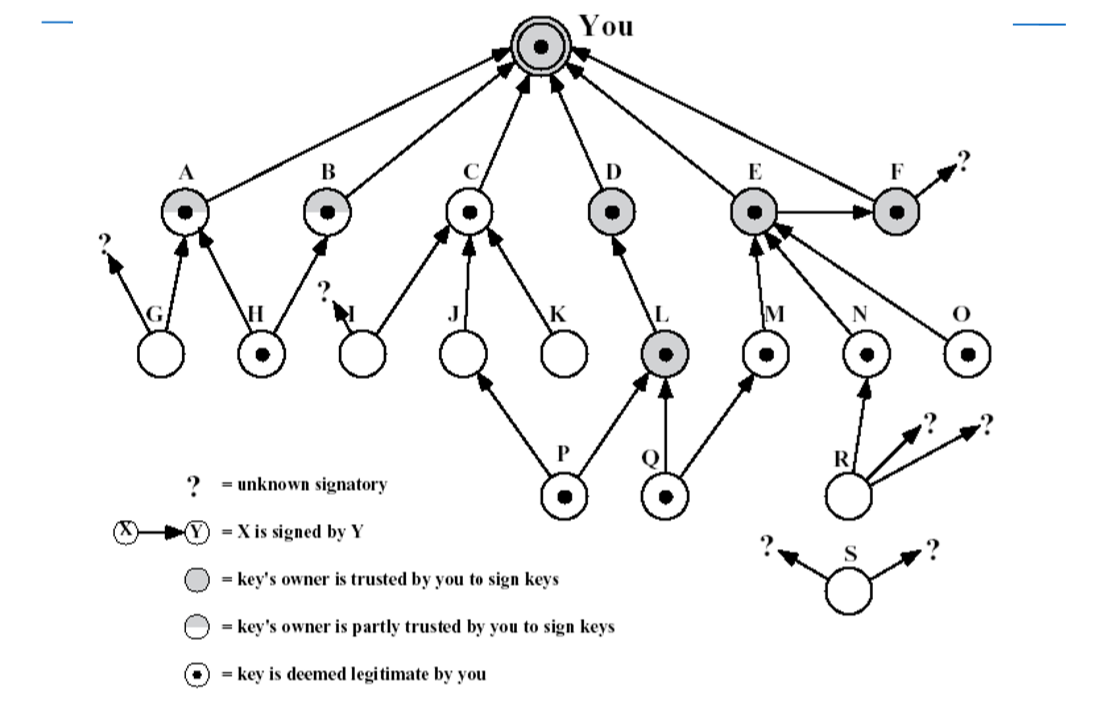 You
A B C D E F ?
?
G H ? I J K L M N O
? ?
P Q R
? = unknown signatory
X Y = X is signed by Y
? S ?
= key's owner is trusted by you to sign keys
= key's owner is partly trusted by you to sign keys
= key is deemed legitimate by you